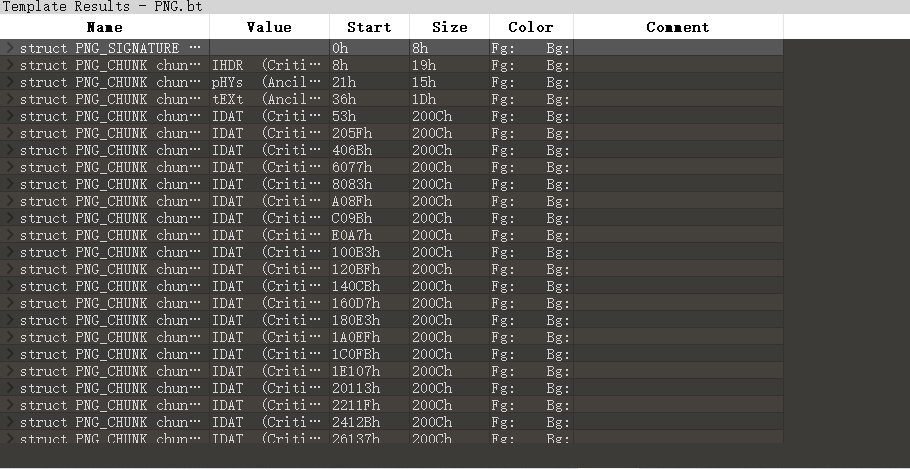 Template Results - PNG.bt
Name Value Start Size Color Comment
struct PNG_SIGNATURE … 0h 8h Fg: Bg:
struct PNG_CHUNK chun… IHDR (Criti… 8h 19h Fg: Bg:
struct PNG_CHUNK chun… pHYs (Ancil… 21h 15h Fg: Bg:
struct PNG_CHUNK chun… tEXt (Ancil… 36h 1Dh Fg: Bg:
struct PNG_CHUNK chun… IDAT (Criti… 53h 200Ch Fg: Bg:
struct PNG_CHUNK chun… IDAT (Criti… 205Fh 200Ch Fg: Bg:
struct PNG_CHUNK chun… IDAT (Criti… 406Bh 200Ch Fg: Bg:
struct PNG_CHUNK chun… IDAT (Criti… 6077h 200Ch Fg: Bg:
struct PNG_CHUNK chun… IDAT (Criti… 8083h 200Ch Fg: Bg:
struct PNG_CHUNK chun… IDAT (Criti… A08Fh 200Ch Fg: Bg:
struct PNG_CHUNK chun… IDAT (Criti… C09Bh 200Ch Fg: Bg:
struct PNG_CHUNK chun… IDAT (Criti… E0A7h 200Ch Fg: Bg:
struct PNG_CHUNK chun… IDAT (Criti… 100B3h 200Ch Fg: Bg:
struct PNG_CHUNK chun… IDAT (Criti… 120BFh 200Ch Fg: Bg:
struct PNG_CHUNK chun… IDAT (Criti… 140CBh 200Ch Fg: Bg:
struct PNG_CHUNK chun… IDAT (Criti… 160D7h 200Ch Fg: Bg:
struct PNG_CHUNK chun… IDAT (Criti… 180E3h 200Ch Fg: Bg:
struct PNG_CHUNK chun… IDAT (Criti… 1A0EFh 200Ch Fg: Bg:
struct PNG_CHUNK chun… IDAT (Criti… 1C0FBh 200Ch Fg: Bg:
struct PNG_CHUNK chun… IDAT (Criti… 1E107h 200Ch Fg: Bg:
struct PNG_CHUNK chun… IDAT (Criti… 20113h 200Ch Fg: Bg:
struct PNG_CHUNK chun… IDAT (Criti… 2211Fh 200Ch Fg: Bg:
struct PNG_CHUNK chun… IDAT (Criti… 2412Bh 200Ch Fg: Bg:
struct PNG_CHUNK chun… IDAT (Criti… 26137h 200Ch Fg: Bg: